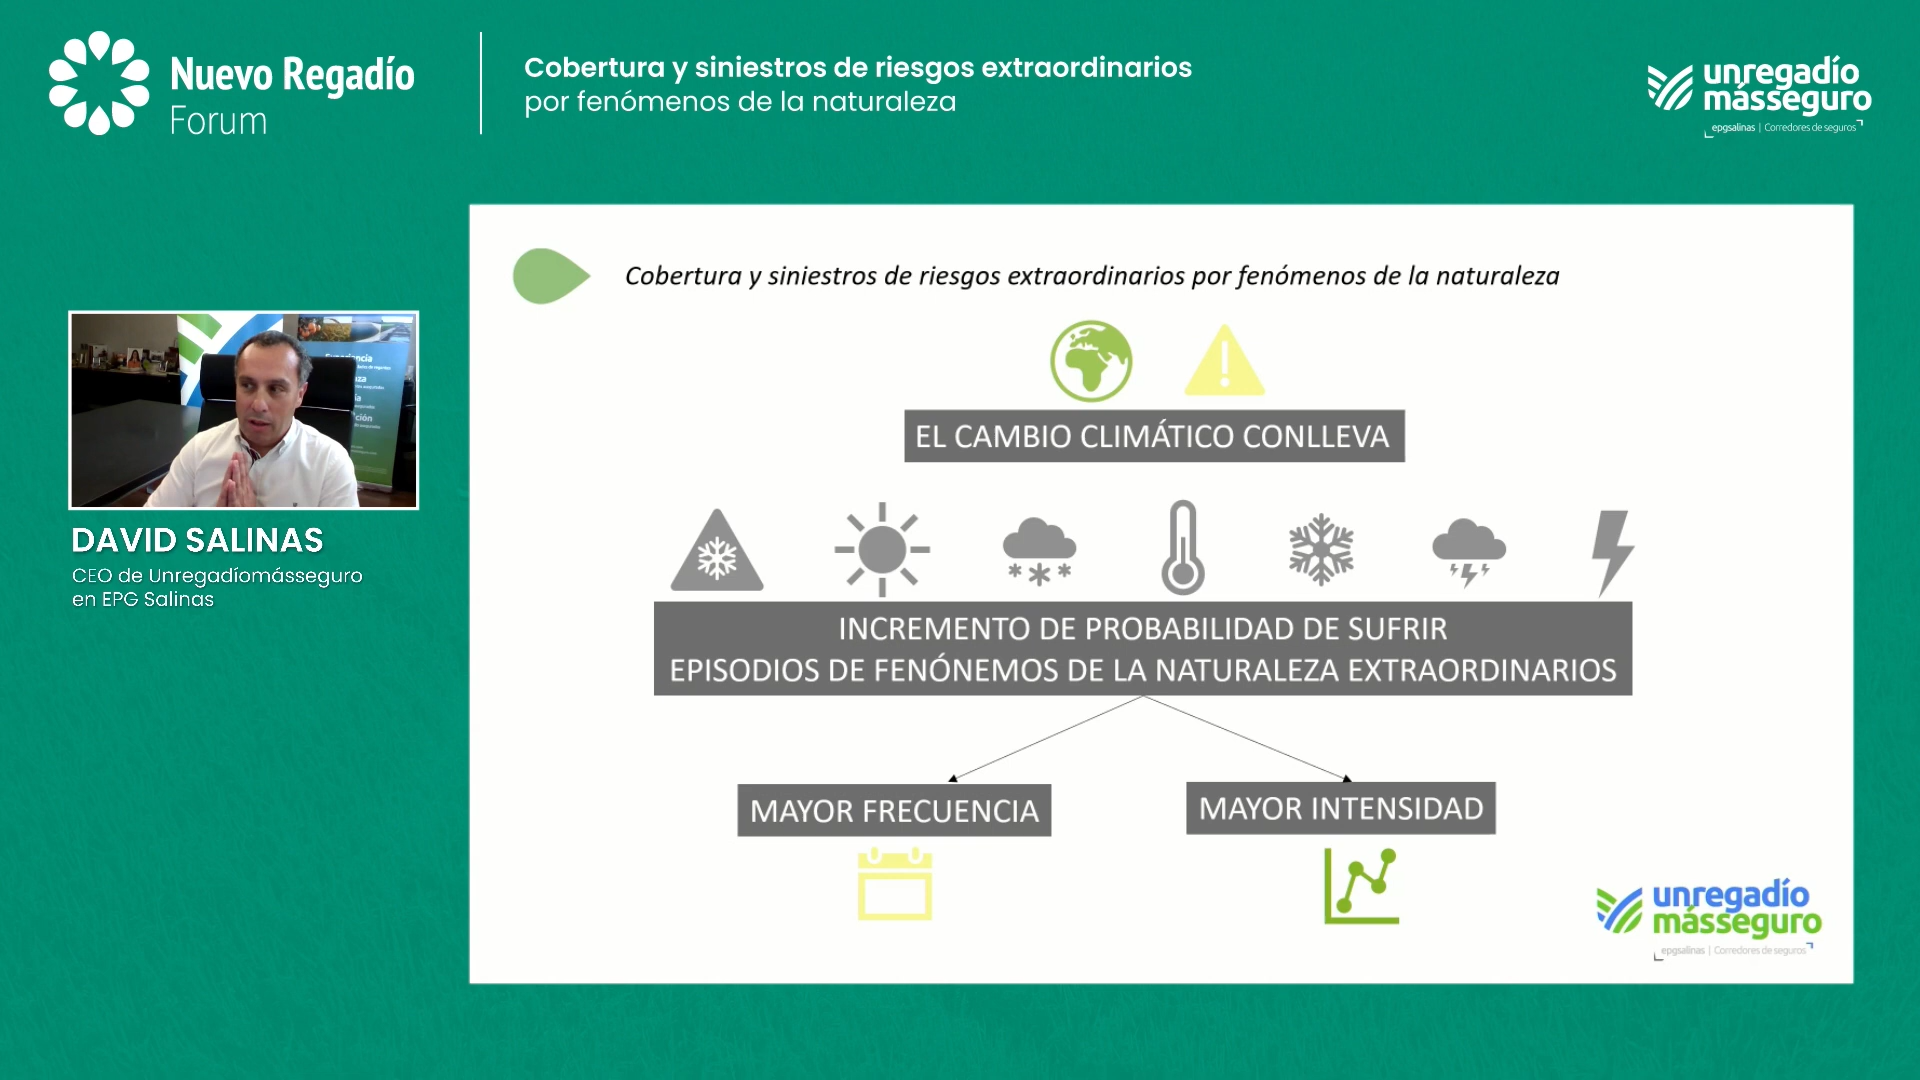 Nuevo Regadío
Forum
Cobertura y siniestros de riesgos extraordinarios
por fenómenos de la naturaleza
unregadío
másseguro
epgsalinas | Corredores de seguros
Cobertura y siniestros de riesgos extraordinarios por fenómenos de la naturaleza
EL CAMBIO CLIMÁTICO CONLLEVA
INCREMENTO DE PROBABILIDAD DE SUFRIR
EPISODIOS DE FENÓNEMOS DE LA NATURALEZA EXTRAORDINARIOS
MAYOR FRECUENCIA
MAYOR INTENSIDAD
unregadío
másseguro
epgsalinas | Corredores de seguros
DAVID SALINAS
CEO de Unregadíomásseguro
en EPG Salinas